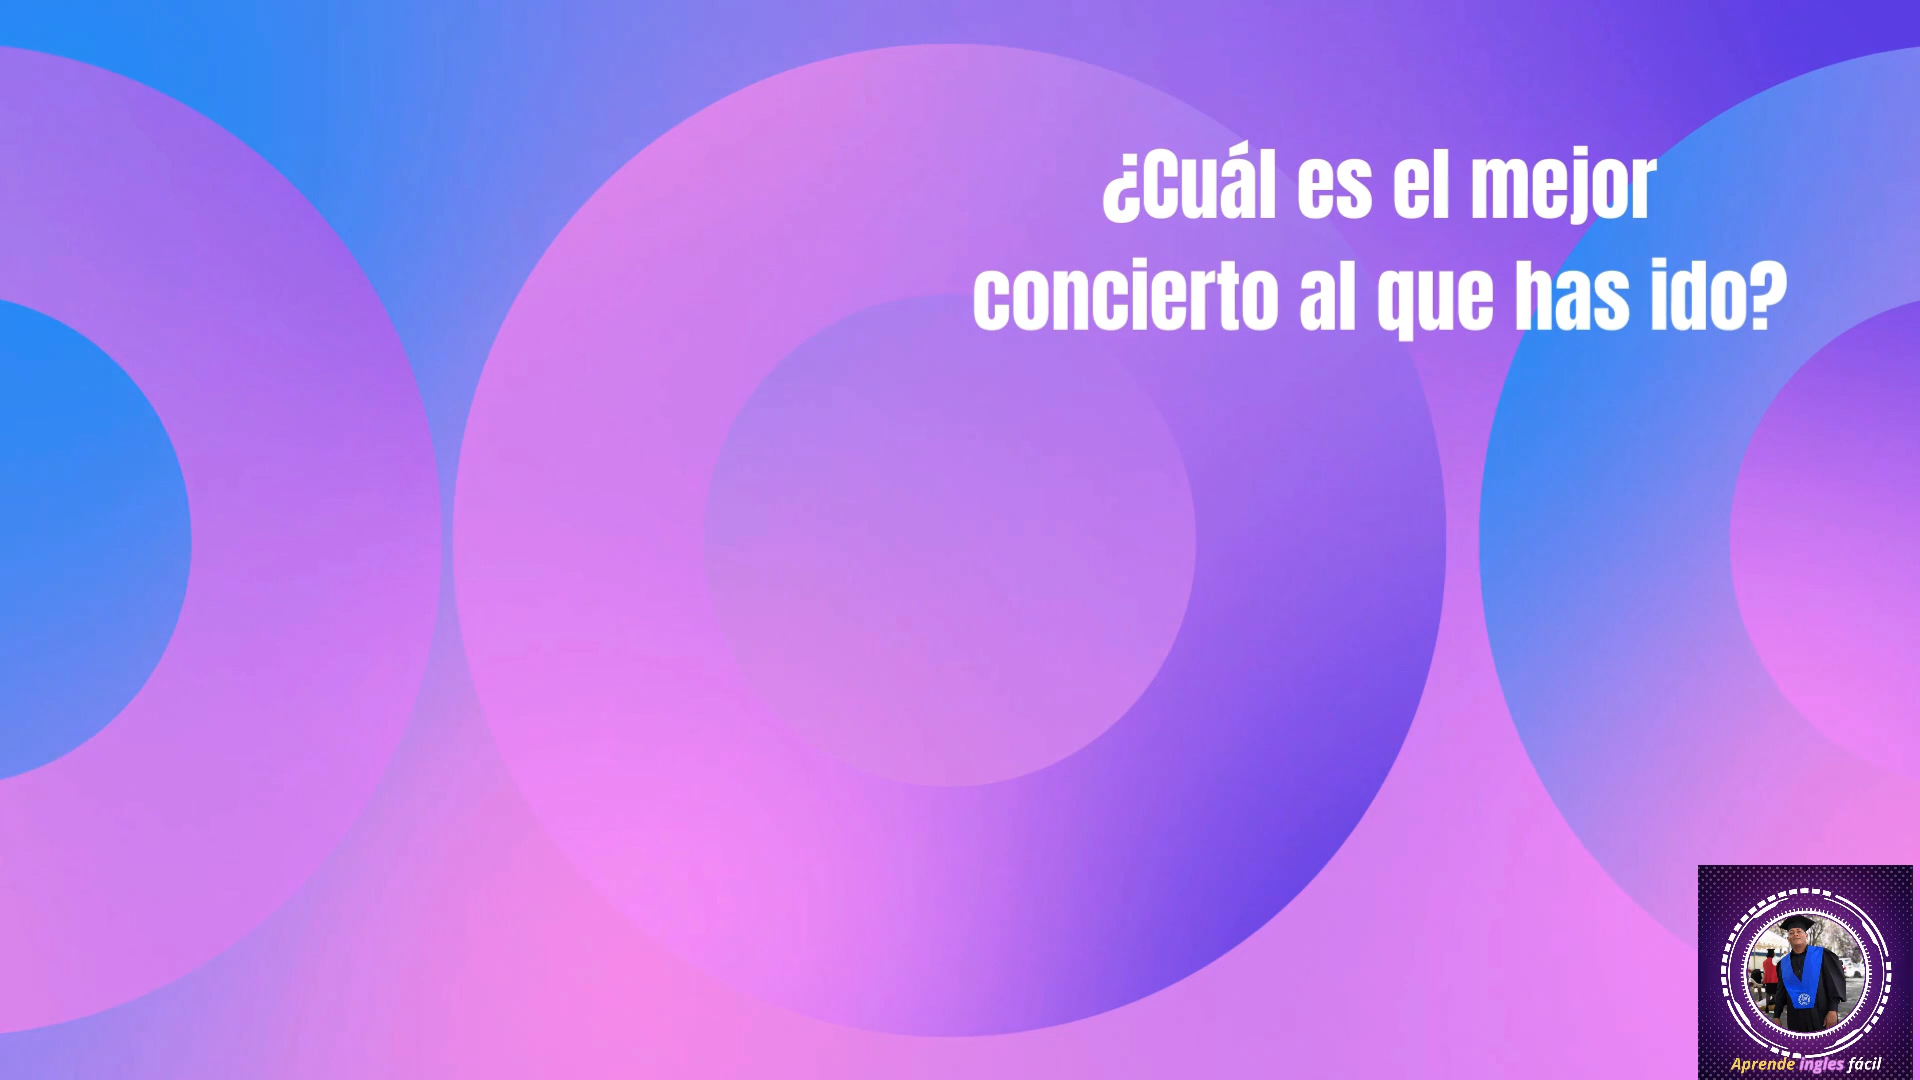 ¿Cuál es el mejor
concierto al que has ido?
Aprende ingles fácil